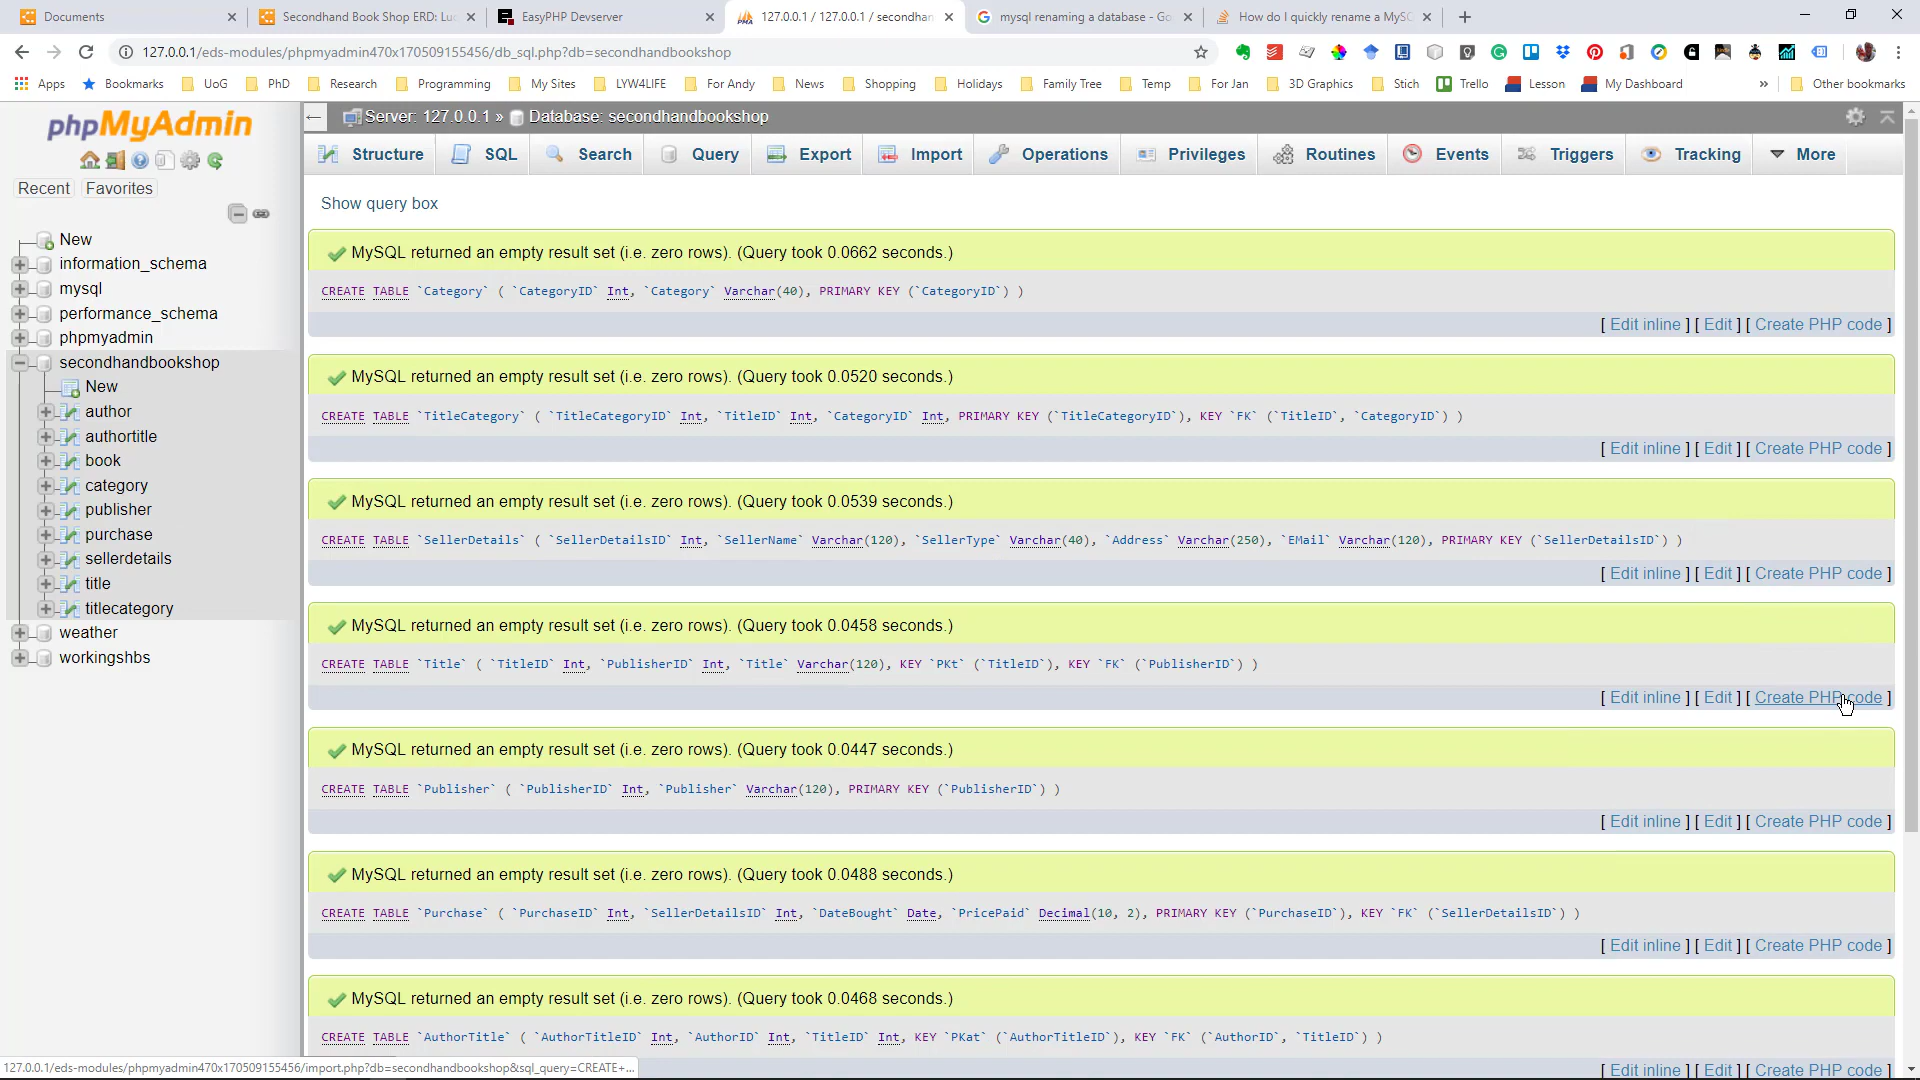 Documents
Secondhand Book Shop ERD: Luc
EasyPHP Devserver
127.0.0.1 / 127.0.0.1 / secondhan
mysql renaming a database - Go
How do I quickly rename a MySQ
127.0.0.1/eds-modules/phpmyadmin470x170509155456/db_sql.php?db=secondhandbookshop
Apps
Bookmarks
UoG
PhD
Research
Programming
My Sites
LYW4LIFE
For Andy
News
Shopping
Holidays
Family Tree
Temp
For Jan
3D Graphics
Stich
Trello
Lesson
My Dashboard
»
Other bookmarks
phpMyAdmin
Recent
Favorites
New
information_schema
mysql
performance_schema
phpmyadmin
secondhandbookshop
New
author
authortitle
book
category
publisher
purchase
sellerdetails
title
titlecategory
weather
workingshbs
Server: 127.0.0.1 » Database: secondhandbookshop
Structure
SQL
Search
Query
Export
Import
Operations
Privileges
Routines
Events
Triggers
Tracking
More
Show query box
MySQL returned an empty result set (i.e. zero rows). (Query took 0.0662 seconds.)
CREATE TABLE `Category` ( `CategoryID` Int, `Category` Varchar(40), PRIMARY KEY (`CategoryID`) )
[ Edit inline ] [ Edit ] [ Create PHP code ]
MySQL returned an empty result set (i.e. zero rows). (Query took 0.0520 seconds.)
CREATE TABLE `TitleCategory` ( `TitleCategoryID` Int, `TitleID` Int, `CategoryID` Int, PRIMARY KEY (`TitleCategoryID`), KEY `FK` (`TitleID`, `CategoryID`) )
[ Edit inline ] [ Edit ] [ Create PHP code ]
MySQL returned an empty result set (i.e. zero rows). (Query took 0.0539 seconds.)
CREATE TABLE `SellerDetails` ( `SellerDetailsID` Int, `SellerName` Varchar(120), `SellerType` Varchar(40), `Address` Varchar(250), `EMail` Varchar(120), PRIMARY KEY (`SellerDetailsID`) )
[ Edit inline ] [ Edit ] [ Create PHP code ]
MySQL returned an empty result set (i.e. zero rows). (Query took 0.0458 seconds.)
CREATE TABLE `Title` ( `TitleID` Int, `PublisherID` Int, `Title` Varchar(120), KEY `PKt` (`TitleID`), KEY `FK` (`PublisherID`) )
[ Edit inline ] [ Edit ] [ Create PHP code ]
MySQL returned an empty result set (i.e. zero rows). (Query took 0.0447 seconds.)
CREATE TABLE `Publisher` ( `PublisherID` Int, `Publisher` Varchar(120), PRIMARY KEY (`PublisherID`) )
[ Edit inline ] [ Edit ] [ Create PHP code ]
MySQL returned an empty result set (i.e. zero rows). (Query took 0.0488 seconds.)
CREATE TABLE `Purchase` ( `PurchaseID` Int, `SellerDetailsID` Int, `DateBought` Date, `PricePaid` Decimal(10, 2), PRIMARY KEY (`PurchaseID`), KEY `FK` (`SellerDetailsID`) )
[ Edit inline ] [ Edit ] [ Create PHP code ]
MySQL returned an empty result set (i.e. zero rows). (Query took 0.0468 seconds.)
CREATE TABLE `AuthorTitle` ( `AuthorTitleID` Int, `AuthorID` Int, `TitleID` Int, KEY `PKat` (`AuthorTitleID`), KEY `FK` (`AuthorID`, `TitleID`) )
[ Edit inline ] [ Edit ] [ Create PHP code ]
127.0.0.1/eds-modules/phpmyadmin470x170509155456/import.php?db=secondhandbookshop&sql_query=CREATE+...